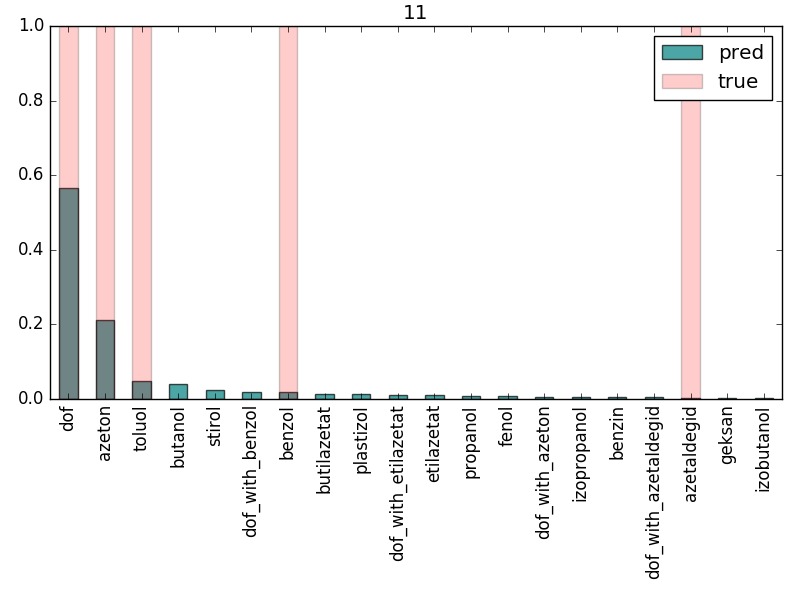 11
1.0
0.8
0.6
0.4
0.2
0.0
pred
true
dof
azeton
toluol
butanol
stirol
dof_with_benzol
benzol
butilazetat
plastizol
dof_with_etilazetat
etilazetat
propanol
fenol
dof_with_azeton
izopropanol
benzin
dof_with_azetaldegid
azetaldegid
geksan
izobutanol